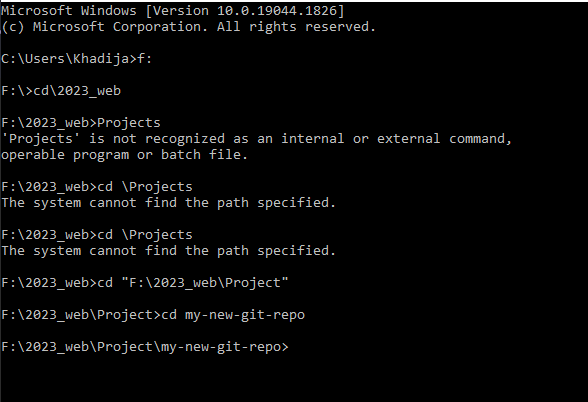 Microsoft Windows [Version 10.0.19044.1826]
(c) Microsoft Corporation. All rights reserved.
C:\Users\Khadija>f:
F:\>cd\2023_web
F:\2023_web>Projects
'Projects' is not recognized as an internal or external command,
operable program or batch file.
F:\2023_web>cd \Projects
The system cannot find the path specified.
F:\2023_web>cd \Projects
The system cannot find the path specified.
F:\2023_web>cd "F:\2023_web\Project"
F:\2023_web\Project>cd my-new-git-repo
F:\2023_web\Project\my-new-git-repo>